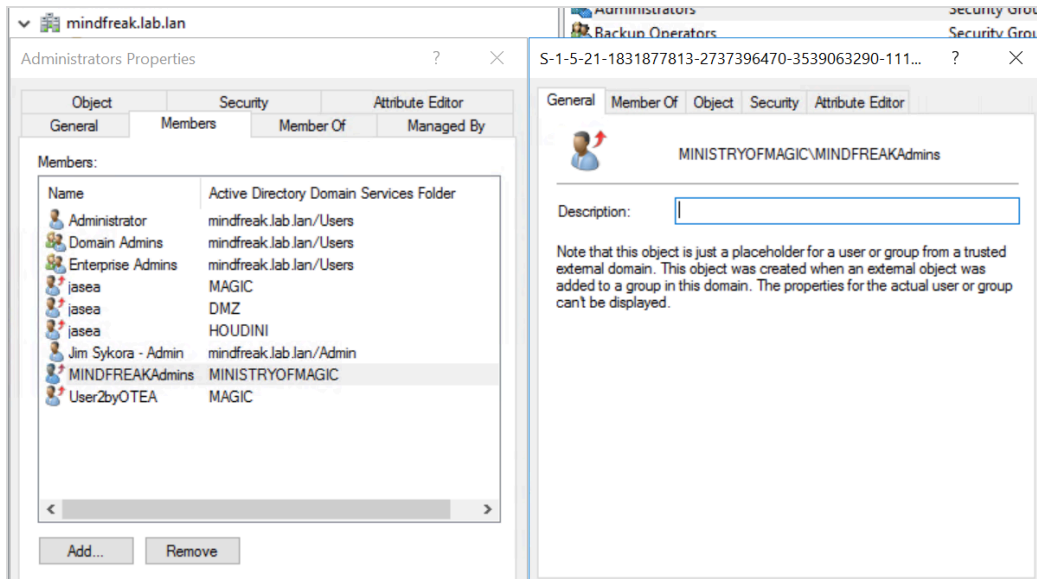 mindfreak.lab.lan
Administrators
Security Grou
Backup Operators
Security Grou
Administrators Properties
?
Object
Security
Attribute Editor
General
Members
Member Of
Managed By
Members:
Name
Active Directory Domain Services Folder
Administrator
mindfreak.lab.lan/Users
Domain Admins
mindfreak.lab.lan/Users
Enterprise Admins
mindfreak.lab.lan/Users
jasea
MAGIC
jasea
DMZ
jasea
HOUDINI
Jim Sykora - Admin
mindfreak.lab.lan/Admin
MINDFREAKAdmins
MINISTRYOFMAGIC
User2byOTEA
MAGIC
Add...
Remove
S-1-5-21-1831877813-2737396470-3539063290-111...
?
General
Member Of
Object
Security
Attribute Editor
MINISTRYOFMAGIC\MINDFREAKAdmins
Description:
Note that this object is just a placeholder for a user or group from a trusted
external domain. This object was created when an external object was
added to a group in this domain. The properties for the actual user or group
can't be displayed.